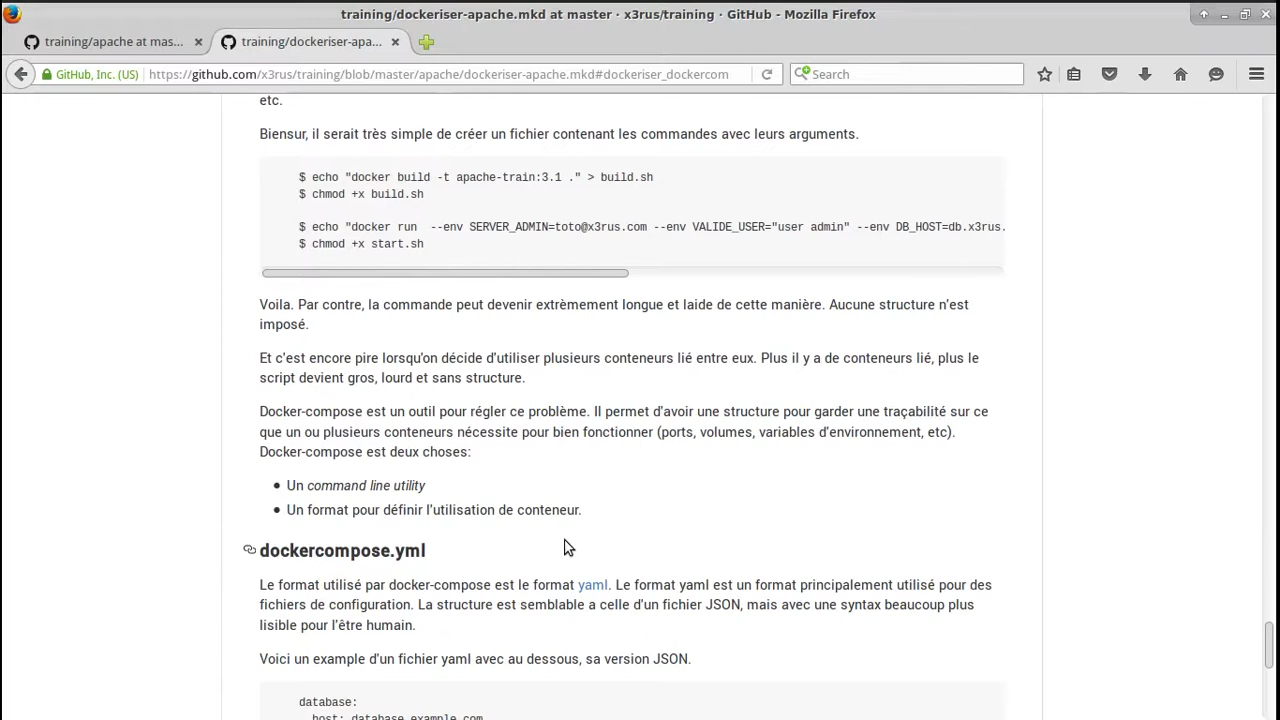 training/dockeriser-apache.mkd at master · x3rus/training · GitHub - Mozilla Firefox
training/apache at mas...
training/dockeriser-apa...
GitHub, Inc. (US)
https://github.com/x3rus/training/blob/master/apache/dockeriser-apache.mkd#dockeriser_dockercom
Search
etc.
Biensur, il serait très simple de créer un fichier contenant les commandes avec leurs arguments.
$ echo "docker build -t apache-train:3.1 ." > build.sh
$ chmod +x build.sh
$ echo "docker run  --env SERVER_ADMIN=toto@x3rus.com --env VALIDE_USER="user admin" --env DB_HOST=db.x3rus.
$ chmod +x start.sh
Voila. Par contre, la commande peut devenir extrèmement longue et laide de cette manière. Aucune structure n'est
imposé.
Et c'est encore pire lorsqu'on décide d'utiliser plusieurs conteneurs lié entre eux. Plus il y a de conteneurs lié, plus le
script devient gros, lourd et sans structure.
Docker-compose est un outil pour régler ce problème. Il permet d'avoir une structure pour garder une traçabilité sur ce
que un ou plusieurs conteneurs nécessite pour bien fonctionner (ports, volumes, variables d'environnement, etc).
Docker-compose est deux choses:
Un command line utility
Un format pour définir l'utilisation de conteneur.
dockercompose.yml
Le format utilisé par docker-compose est le format yaml. Le format yaml est un format principalement utilisé pour des
fichiers de configuration. La structure est semblable a celle d'un fichier JSON, mais avec une syntax beaucoup plus
lisible pour l'être humain.
Voici un example d'un fichier yaml avec au dessous, sa version JSON.
database:
host: database.example.com